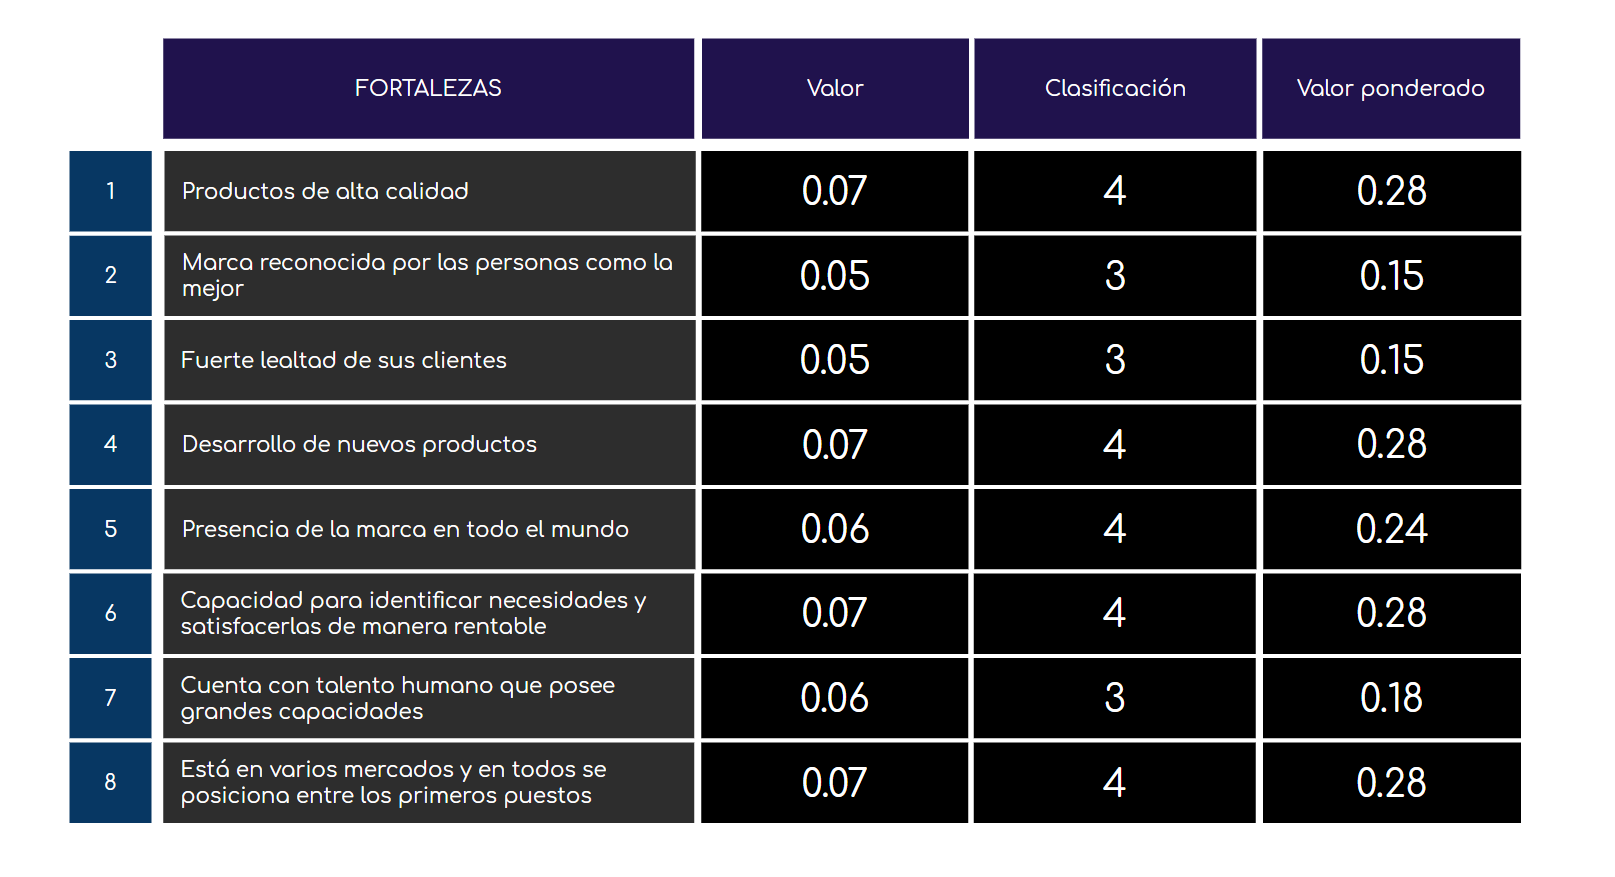 FORTALEZAS Valor Clasificación Valor ponderado
1 Productos de alta calidad 0.07 4 0.28
2 Marca reconocida por las personas como la
mejor 0.05 3 0.15
3 Fuerte lealtad de sus clientes 0.05 3 0.15
4 Desarrollo de nuevos productos 0.07 4 0.28
5 Presencia de la marca en todo el mundo 0.06 4 0.24
6 Capacidad para identificar necesidades y
satisfacerlas de manera rentable 0.07 4 0.28
7 Cuenta con talento humano que posee
grandes capacidades 0.06 3 0.18
8 Está en varios mercados y en todos se
posiciona entre los primeros puestos 0.07 4 0.28